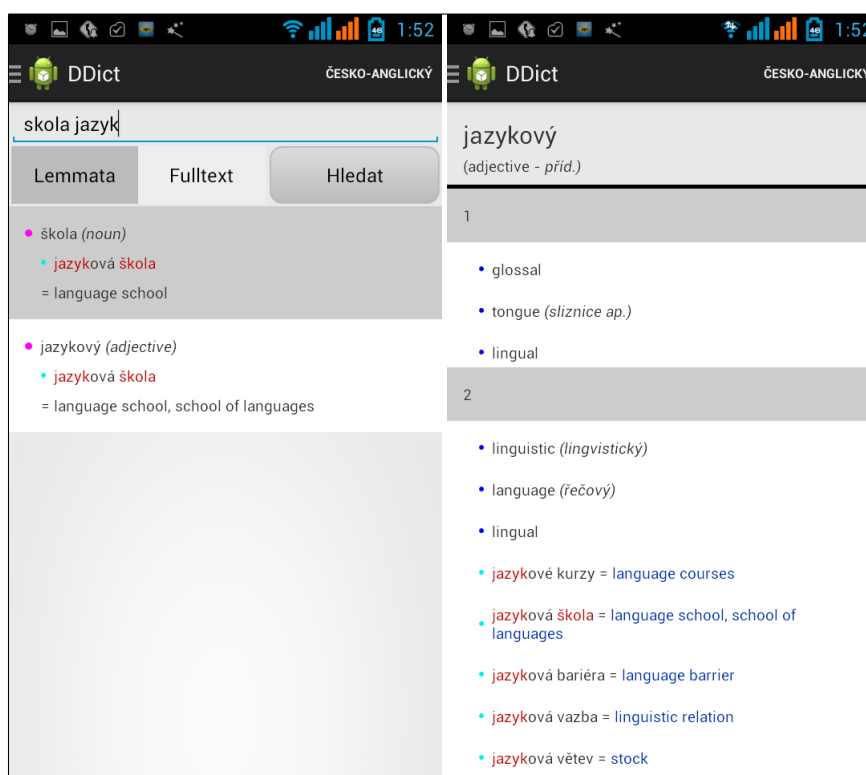 1:52
DDict
ČESKO-ANGLICKÝ
skola jazyk
Lemmata
Fulltext
Hledat
škola (noun)
jazyková škola
= language school
jazykový (adjective)
jazyková škola
= language school, school of languages
1:52
DDict
ČESKO-ANGLICKÝ
jazykový
(adjective - příd.)
1
glossal
tongue (sliznice ap.)
lingual
2
linguistic (lingvistický)
language (řečový)
lingual
jazykové kurzy = language courses
jazyková škola = language school, school of
languages
jazyková bariéra = language barrier
jazyková vazba = linguistic relation
jazyková větev = stock